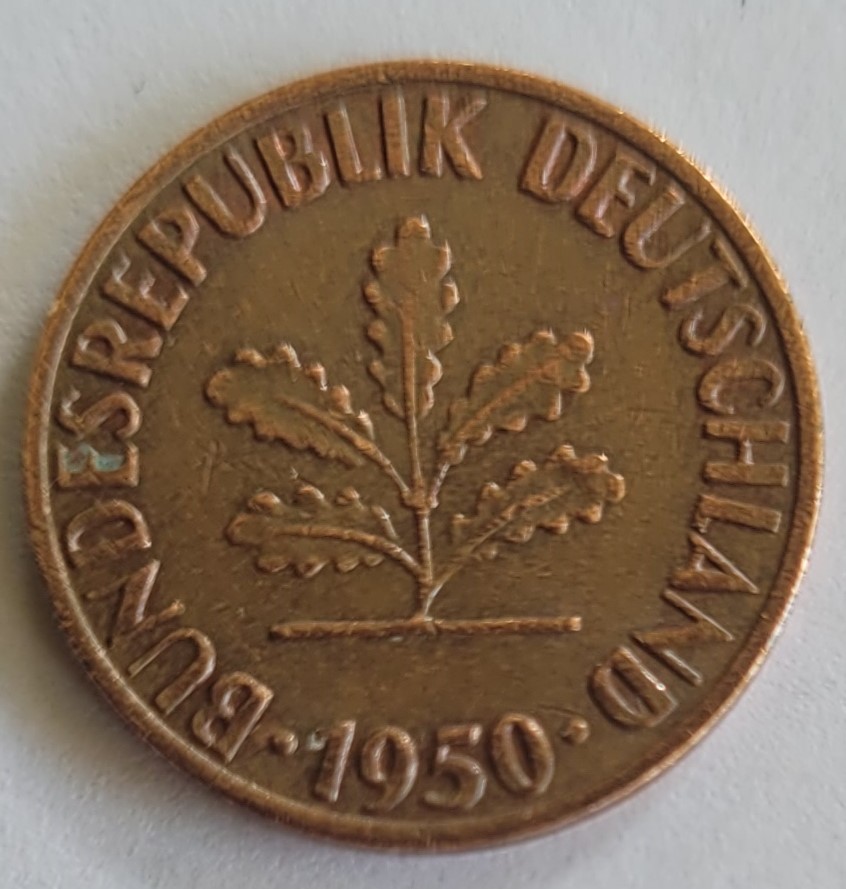 BUNDESREPUBLIK DEUTSCHLAND
· 1950 ·